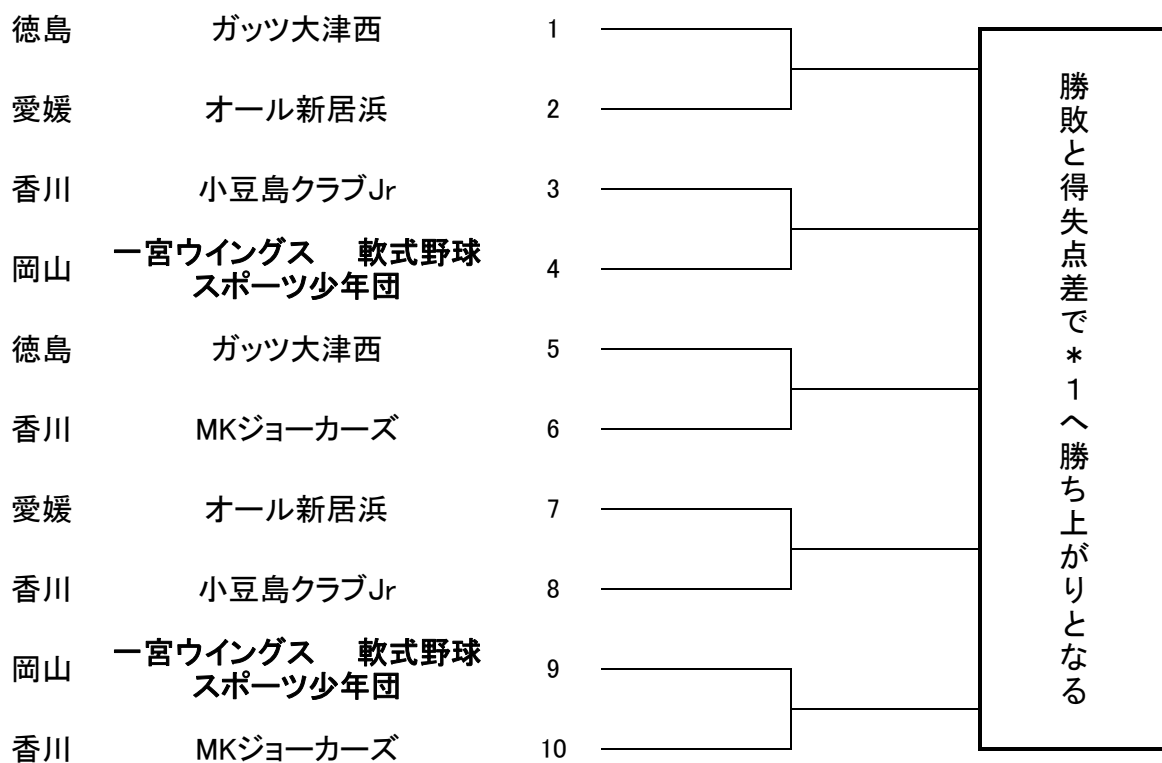 徳島 ガッツ大津西 1
愛媛 オール新居浜 2
香川 小豆島クラブJr 3
岡山 一宮ウイングス 軟式野球
スポーツ少年団 4
徳島 ガッツ大津西 5
香川 MKジョーカーズ 6
愛媛 オール新居浜 7
香川 小豆島クラブJr 8
岡山 一宮ウイングス 軟式野球
スポーツ少年団 9
香川 MKジョーカーズ 10
勝敗と得失点差で*1へ勝ち上がりとなる